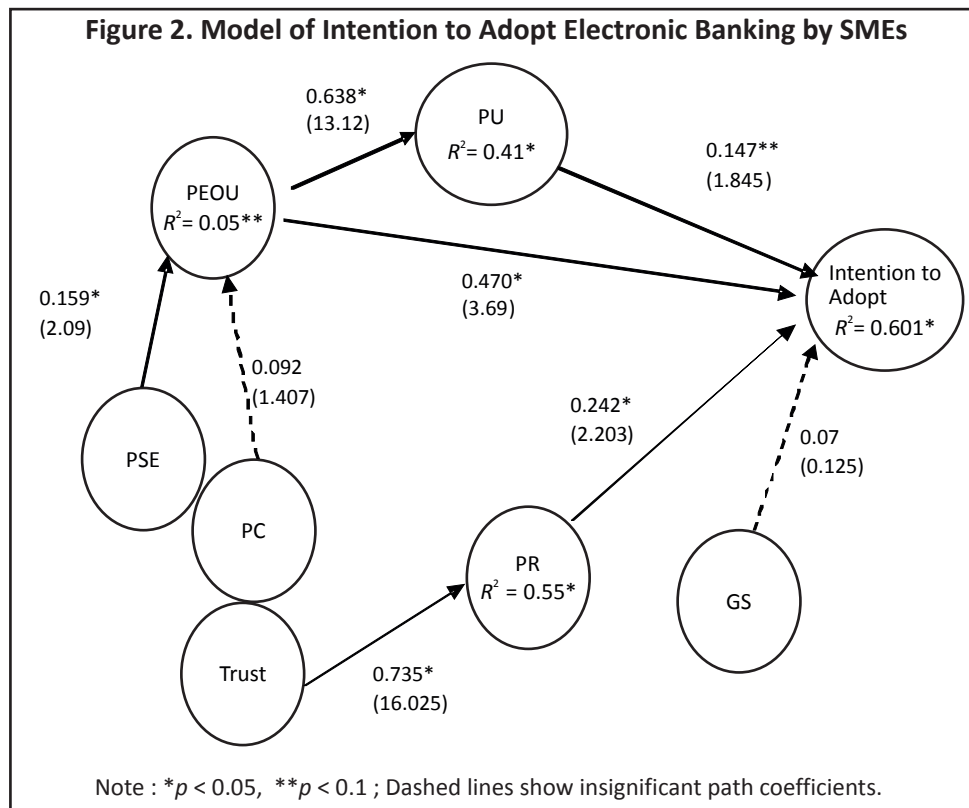 Figure 2. Model of Intention to Adopt Electronic Banking by SMEs
0.638*
(13.12)
PU
R² = 0.41*
0.147**
(1.845)
PEOU
R² = 0.05**
0.470*
(3.69)
Intention to
Adopt
R² = 0.601*
0.159*
(2.09)
0.092
(1.407)
PSE
PC
0.242*
(2.203)
0.07
(0.125)
PR
R² = 0.55*
GS
Trust
0.735*
(16.025)
Note : *p < 0.05, **p < 0.1 ; Dashed lines show insignificant path coefficients.